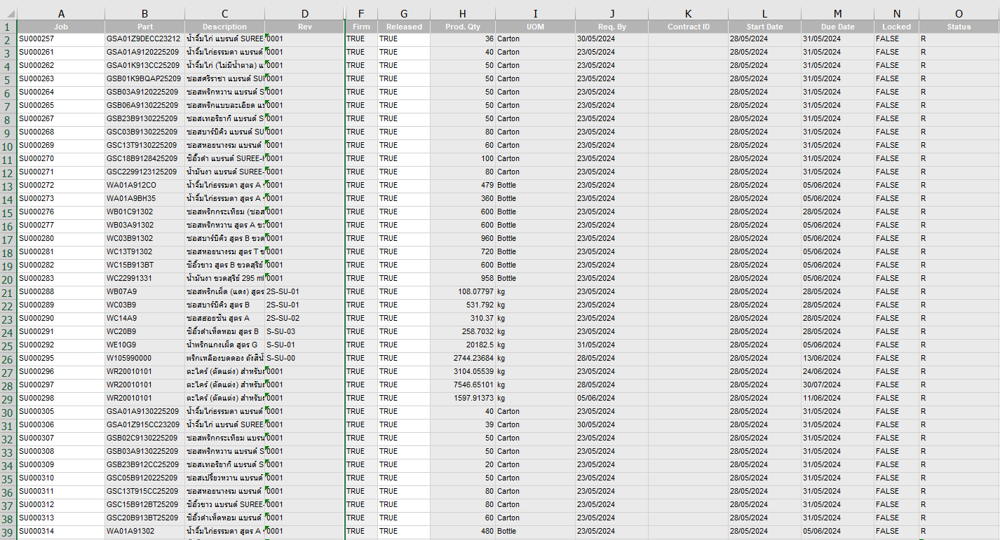 A B C D F G H I J K L M N O
1 Job Part Description Rev Firm Released Prod. Qty UOM Req. By Contract ID Start Date Due Date Locked Status
2 SU000257 GSA01Z9DECC23212 น้ำจิ้มไก่ แบรนด์ SUREE- 0001 TRUE TRUE 36 Carton 30/05/2024 28/05/2024 31/05/2024 FALSE R
3 SU000261 GSA01A9120225209 น้ำจิ้มไก่ธรรมดา แบรนด์ 0001 TRUE TRUE 40 Carton 23/05/2024 28/05/2024 31/05/2024 FALSE R
4 SU000262 GSA01K913CC25209 น้ำจิ้มไก่ (ไม่มีน้ำตาล) 0001 TRUE TRUE 50 Carton 23/05/2024 28/05/2024 31/05/2024 FALSE R
5 SU000263 GSB01K9BQAP25209 ซอสศรีราชา แบรนด์ 0001 TRUE TRUE 50 Carton 23/05/2024 28/05/2024 31/05/2024 FALSE R
6 SU000264 GSB03A9120225209 ซอสพริกหวาน แบรนด์ S 0001 TRUE TRUE 50 Carton 23/05/2024 28/05/2024 31/05/2024 FALSE R
7 SU000265 GSB06A9130225209 ซอสพริกแบบละเอียด 0001 TRUE TRUE 50 Carton 23/05/2024 28/05/2024 31/05/2024 FALSE R
8 SU000267 GSB23B9130225209 ซอสเทอริยากี แบรนด์ S 0001 TRUE TRUE 50 Carton 23/05/2024 28/05/2024 31/05/2024 FALSE R
9 SU000268 GSC03B9130225209 ซอสบาร์บีคิว แบรนด์ SU 0001 TRUE TRUE 80 Carton 23/05/2024 28/05/2024 31/05/2024 FALSE R
10 SU000269 GSC13T9130225209 ซอสหอยนางรม แบรนด์ 0001 TRUE TRUE 60 Carton 23/05/2024 28/05/2024 31/05/2024 FALSE R
11 SU000270 GSC18B9128425209 ซีอิ๊วดำ แบรนด์ SUREE- 0001 TRUE TRUE 100 Carton 23/05/2024 28/05/2024 31/05/2024 FALSE R
12 SU000271 GSC2299123125209 น้ำมันงา แบรนด์ SUREE- 0001 TRUE TRUE 80 Carton 23/05/2024 28/05/2024 31/05/2024 FALSE R
13 SU000272 WA01A912CO น้ำจิ้มไก่ธรรมดา สูตร A 0001 TRUE TRUE 479 Bottle 23/05/2024 28/05/2024 05/06/2024 FALSE R
14 SU000273 WA01A9BH35 น้ำจิ้มไก่ธรรมดา สูตร A 0001 TRUE TRUE 360 Bottle 23/05/2024 28/05/2024 05/06/2024 FALSE R
15 SU000276 WB01C91302 ซอสพริกกระเทียม (ซอส 0001 TRUE TRUE 600 Bottle 23/05/2024 28/05/2024 28/05/2024 FALSE R
16 SU000277 WB03A91302 ซอสพริกหวาน สูตร A ขว 0001 TRUE TRUE 600 Bottle 23/05/2024 28/05/2024 05/06/2024 FALSE R
17 SU000280 WC03B91302 ซอสบาร์บีคิว สูตร B ขวด 0001 TRUE TRUE 960 Bottle 23/05/2024 28/05/2024 05/06/2024 FALSE R
18 SU000281 WC13T91302 ซอสหอยนางรม สูตร T ข 0001 TRUE TRUE 720 Bottle 23/05/2024 28/05/2024 05/06/2024 FALSE R
19 SU000282 WC15B913BT ซีอิ๊วขาว สูตร B ขวดสุรีย์ 0001 TRUE TRUE 600 Bottle 23/05/2024 28/05/2024 05/06/2024 FALSE R
20 SU000283 WC22991331 น้ำมันงา ขวดสุรีย์ 295 ml 0001 TRUE TRUE 958 Bottle 23/05/2024 28/05/2024 05/06/2024 FALSE R
21 SU000288 WB07A9 ซอสพริกเผ็ด (แดง) สูตร 2S-SU-01 TRUE TRUE 108.07797 kg 23/05/2024 28/05/2024 28/05/2024 FALSE R
22 SU000289 WC03B9 ซอสบาร์บีคิว สูตร B 2S-SU-01 TRUE TRUE 531.792 kg 23/05/2024 28/05/2024 28/05/2024 FALSE R
23 SU000290 WC14A9 ซอสฮอยซิน สูตร A 2S-SU-02 TRUE TRUE 310.37 kg 23/05/2024 28/05/2024 28/05/2024 FALSE R
24 SU000291 WC20B9 ซีอิ๊วดำเห็ดหอม สูตร B S-SU-03 TRUE TRUE 258.7032 kg 23/05/2024 28/05/2024 28/05/2024 FALSE R
25 SU000292 WE10G9 น้ำพริกแกงเผ็ด สูตร G S-SU-01 TRUE TRUE 20182.5 kg 31/05/2024 28/05/2024 05/06/2024 FALSE R
26 SU000295 W105990000 พริกเหลืองบดดอง ถังสีน้ำ S-SU-00 TRUE TRUE 2744.23684 kg 28/05/2024 28/05/2024 13/06/2024 FALSE R
27 SU000296 WR20010101 ตะไคร้ (ตัดแต่ง) สำหรับ 0001 TRUE TRUE 3104.05539 kg 23/05/2024 28/05/2024 24/06/2024 FALSE R
28 SU000297 WR20010101 ตะไคร้ (ตัดแต่ง) สำหรับ 0001 TRUE TRUE 7546.65101 kg 28/05/2024 28/05/2024 30/07/2024 FALSE R
29 SU000298 WR20010101 ตะไคร้ (ตัดแต่ง) สำหรับ 0001 TRUE TRUE 1597.91373 kg 05/06/2024 28/05/2024 11/06/2024 FALSE R
30 SU000305 GSA01A9130225209 น้ำจิ้มไก่ธรรมดา แบรนด์ 0001 TRUE TRUE 40 Carton 23/05/2024 28/05/2024 31/05/2024 FALSE R
31 SU000306 GSA01Z915CC23209 น้ำจิ้มไก่ แบรนด์ SUREE- 0001 TRUE TRUE 39 Carton 30/05/2024 28/05/2024 31/05/2024 FALSE R
32 SU000307 GSB02C9130225209 ซอสพริกกระเทียม แบรน 0001 TRUE TRUE 50 Carton 23/05/2024 28/05/2024 31/05/2024 FALSE R
33 SU000308 GSB03A9130225209 ซอสพริกหวาน แบรนด์ S 0001 TRUE TRUE 50 Carton 23/05/2024 28/05/2024 31/05/2024 FALSE R
34 SU000309 GSB23B912CC25209 ซอสเทอริยากี แบรนด์ S 0001 TRUE TRUE 20 Carton 23/05/2024 28/05/2024 31/05/2024 FALSE R
35 SU000310 GSC05B9120225209 ซอสเปรี้ยวหวาน แบรนด์ 0001 TRUE TRUE 50 Carton 23/05/2024 28/05/2024 31/05/2024 FALSE R
36 SU000311 GSC13T915CC25209 ซอสหอยนางรม แบรนด์ 0001 TRUE TRUE 80 Carton 23/05/2024 28/05/2024 31/05/2024 FALSE R
37 SU000312 GSC15B912BT25209 ซีอิ๊วขาว แบรนด์ SUREE- 0001 TRUE TRUE 80 Carton 23/05/2024 28/05/2024 31/05/2024 FALSE R
38 SU000313 GSC20B913BT25209 ซีอิ๊วดำเห็ดหอม แบรนด์ 0001 TRUE TRUE 60 Carton 23/05/2024 28/05/2024 31/05/2024 FALSE R
39 SU000314 WA01A91302 น้ำจิ้มไก่ธรรมดา สูตร A 0001 TRUE TRUE 480 Bottle 23/05/2024 28/05/2024 05/06/2024 FALSE R